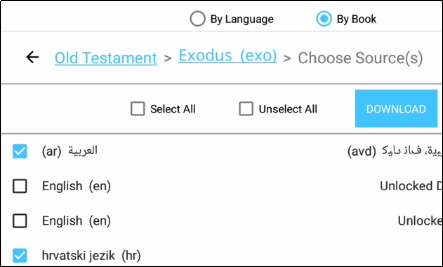 By Language By Book
Old Testament > Exodus (exo) > Choose Source(s)
Select All Unselect All DOWNLOAD
العربية (ar) (avd)
English (en) Unlocked D
English (en) Unlocke
hrvatski jezik (hr)